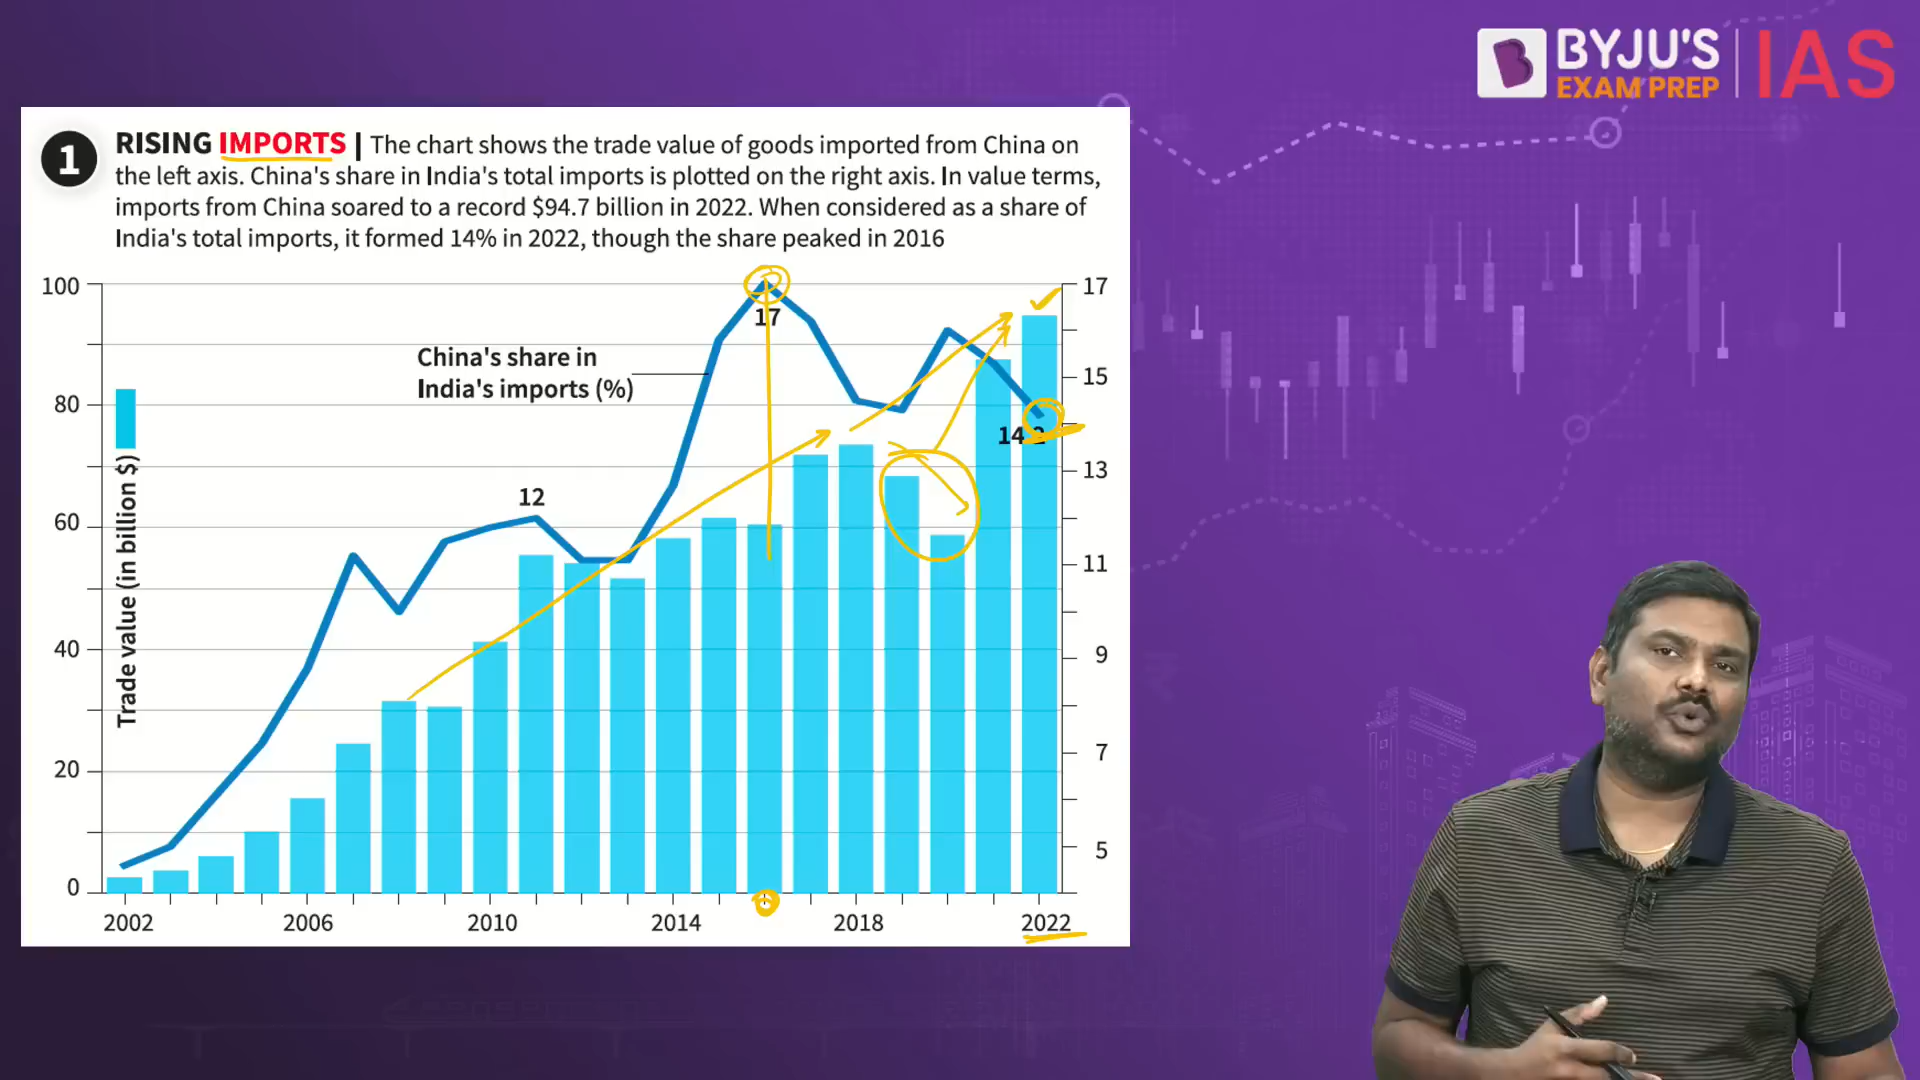 BYJU'S
EXAM PREP
IAS
1
RISING IMPORTS | The chart shows the trade value of goods imported from China on
the left axis. China's share in India's total imports is plotted on the right axis. In value terms,
imports from China soared to a record $94.7 billion in 2022. When considered as a share of
India's total imports, it formed 14% in 2022, though the share peaked in 2016
100
80
60
40
20
0
Trade value (in billion $)
China's share in
India's imports (%)
12
17
14.2
17
15
13
11
9
7
5
2002 2006 2010 2014 2018 2022